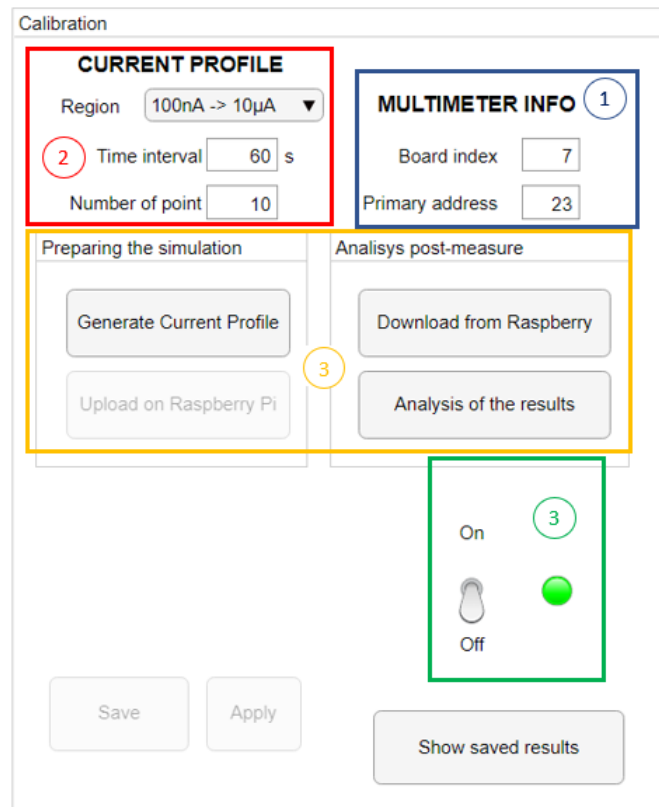 Calibration
CURRENT PROFILE
Region 100nA -> 10µA ▼
2 Time interval 60 s
Number of point 10
MULTIMETER INFO 1
Board index 7
Primary address 23
Preparing the simulation
Generate Current Profile
Upload on Raspberry Pi
3
Analisys post-measure
Download from Raspberry
Analysis of the results
3
On
Off
Save
Apply
Show saved results